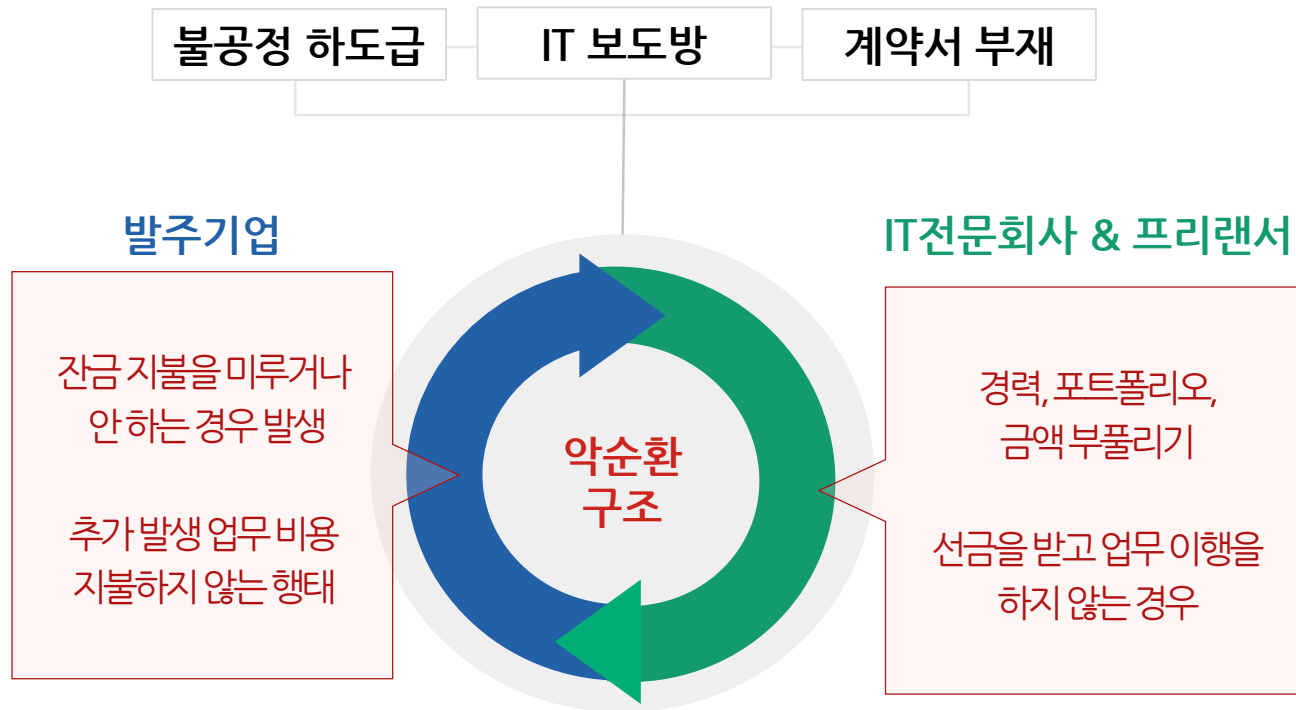 불공정 하도급
IT 보도방
계약서 부재
발주기업
IT전문회사 & 프리랜서
잔금 지불을 미루거나
안 하는 경우 발생
추가 발생 업무 비용
지불하지 않는 행태
악순환
구조
경력, 포트폴리오,
금액 부풀리기
선금을 받고 업무 이행을
하지 않는 경우